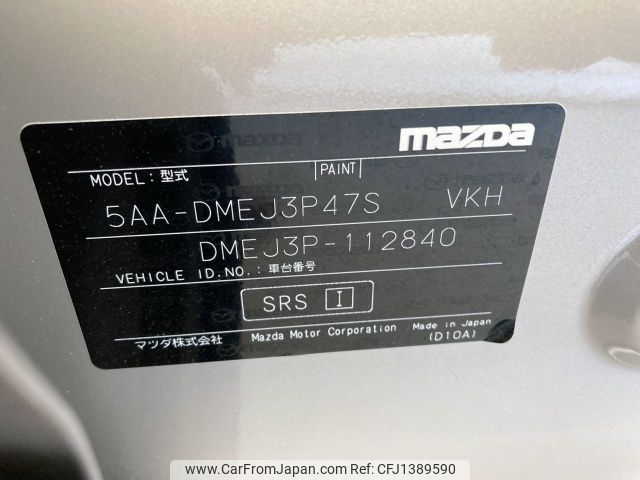 mazda
MODEL: 型式 PAINT
5AA-DMEJ3P47S VKH
DMEJ3P-112840
VEHICLE ID.NO.: 車台番号
SRS I
マツダ株式会社 Mazda Motor Corporation Made in Japan
(D10A)
www.CarFromJapan.com Ref No. CFJ1389590